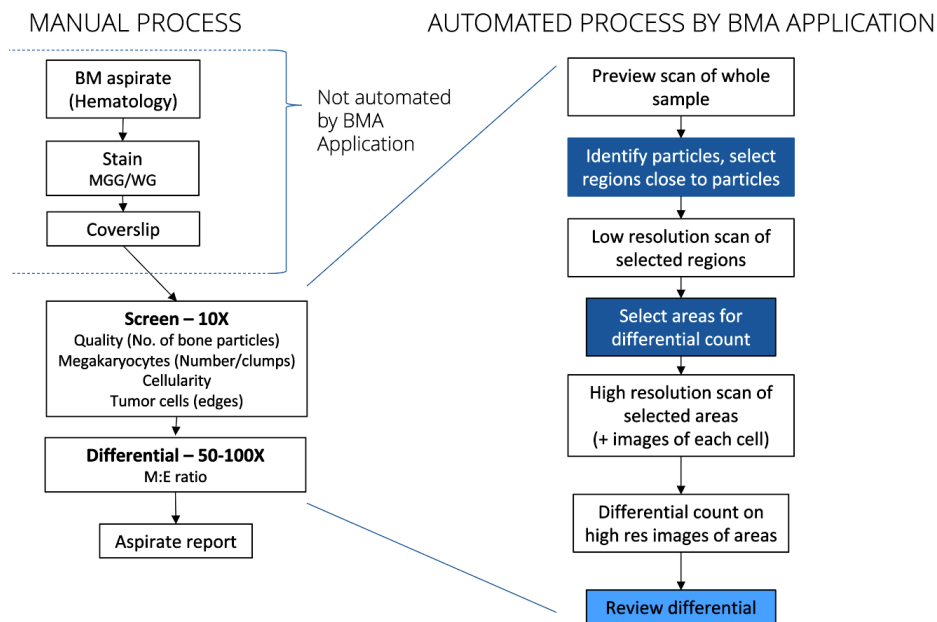 MANUAL PROCESS
BM aspirate
(Hematology)
Stain
MGG/WG
Coverslip
Not automated
by BMA
Application
Screen – 10X
Quality (No. of bone particles)
Megakaryocytes (Number/clumps)
Cellularity
Tumor cells (edges)
Differential – 50-100X
M:E ratio
Aspirate report
AUTOMATED PROCESS BY BMA APPLICATION
Preview scan of whole
sample
Identify particles, select
regions close to particles
Low resolution scan of
selected regions
Select areas for
differential count
High resolution scan of
selected areas
(+ images of each cell)
Differential count on
high res images of areas
Review differential